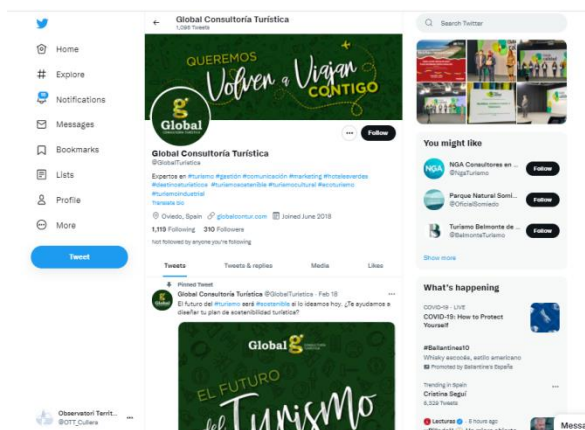 Home
Explore
Notifications
Messages
Bookmarks
Lists
Profile
More
Tweet
Observatori Territ...
@OTT_Cullera
Global Consultoría Turística
1,098 Tweets
QUEREMOS
Volver a Viajar
CONTIGO
g
Global
Follow
Global Consultoría Turística
@GlobalTuristica
Expertos en #turismo #gestión #comunicación #marketing #hotelesverdes
#destinosturísticos #turismosostenible #turismocultural #ecoturismo
#turismoindustrial
Translate bio
Oviedo, Spain globalcontur.com Joined June 2018
1,119 Following 310 Followers
Not followed by anyone you're following
Tweets Tweets & replies Media Likes
Pinned Tweet
Global Consultoría Turística @GlobalTuristica · Feb 18
El futuro del #turismo será #sostenible si lo ideamos hoy. ¿Te ayudamos a
diseñar tu plan de sostenibilidad turística?
Global g
EL FUTURO
del Turismo
Search Twitter
You might like
NGA Consultores en ...
@NgaTurismo
Follow
Parque Natural Somi...
@OficialSomiedo
Follow
Turismo Belmonte de ...
@BelmonteTurismo
Follow
Show more
What's happening
COVID-19 · LIVE
COVID-19: How to Protect
Yourself
#Ballantines10
Whisky escocés, estilo americano
Promoted by Ballantine's España
Trending in Spain
Cristina Seguí
Lecturas · 5 hours ago
Messa